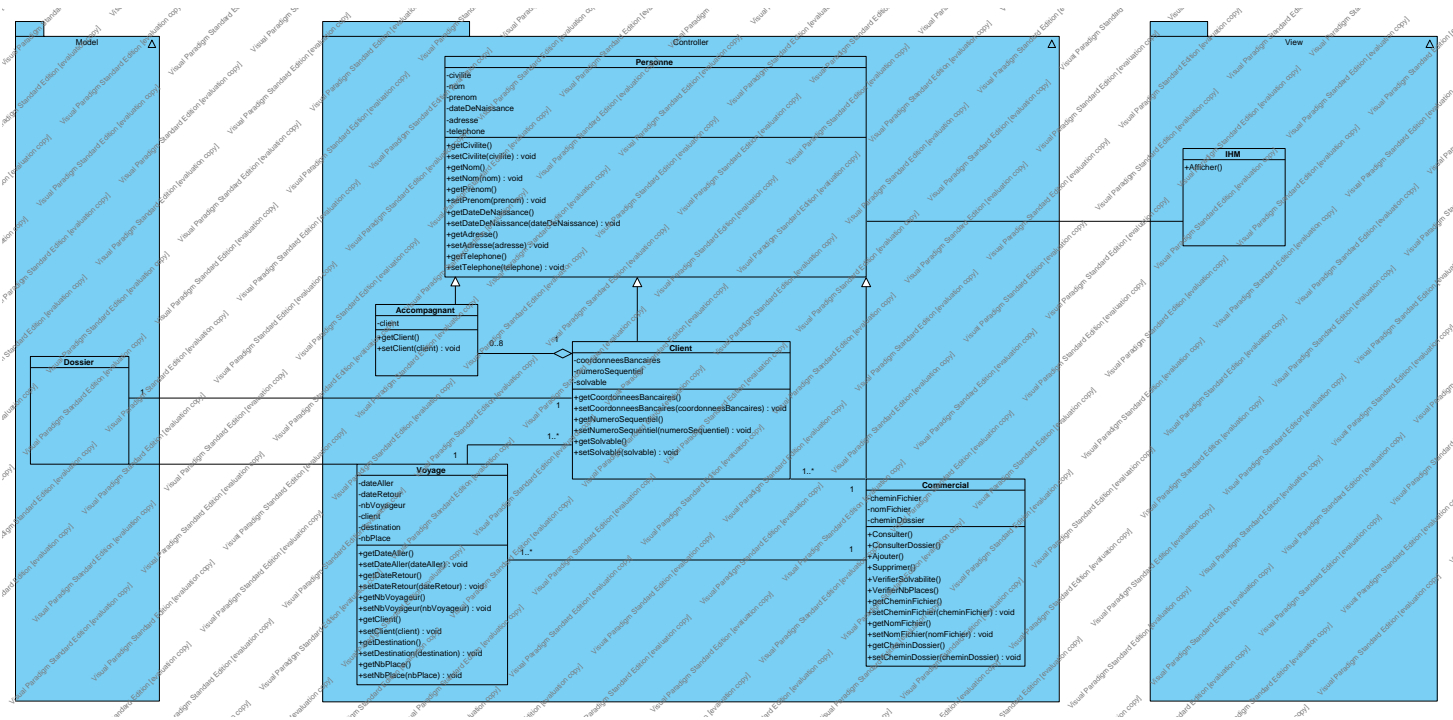 Model
Controller
View
Personne
-civilite
-nom
-prenom
-dateDeNaissance
-adresse
-telephone
+getCivilite()
+setCivilite(civilite) : void
+getNom()
+setNom(nom) : void
+getPrenom()
+setPrenom(prenom) : void
+getDateDeNaissance()
+setDateDeNaissance(dateDeNaissance) : void
+getAdresse()
+setAdresse(adresse) : void
+getTelephone()
+setTelephone(telephone) : void
IHM
+Afficher()
Accompagnant
-client
+getClient()
+setClient(client) : void
0..8
1
Client
-coordonneesBancaires
-numeroSequentiel
-solvable
+getCoordonneesBancaires()
+setCoordonneesBancaires(coordonneesBancaires) : void
+getNumeroSequentiel()
+setNumeroSequentiel(numeroSequentiel) : void
+getSolvable()
+setSolvable(solvable) : void
Dossier
1
1
1..*
1
1..*
1
Voyage
-dateAller
-dateRetour
-nbVoyageur
-client
-destination
-nbPlace
+getDateAller()
+setDateAller(dateAller) : void
+getDateRetour()
+setDateRetour(dateRetour) : void
+getNbVoyageur()
+setNbVoyageur(nbVoyageur) : void
+getClient()
+setClient(client) : void
+getDestination()
+setDestination(destination) : void
+getNbPlace()
+setNbPlace(nbPlace) : void
1..*
1
Commercial
-cheminFichier
-nomFichier
-cheminDossier
+Consulter()
+ConsulterDossier()
+Ajouter()
+Supprimer()
+VerifierSolvabilite()
+VerifierNbPlaces()
+getCheminFichier()
+setCheminFichier(cheminFichier) : void
+getNomFichier()
+setNomFichier(nomFichier) : void
+getCheminDossier()
+setCheminDossier(cheminDossier) : void
Visual Paradigm Standard Edition [evaluation copy]